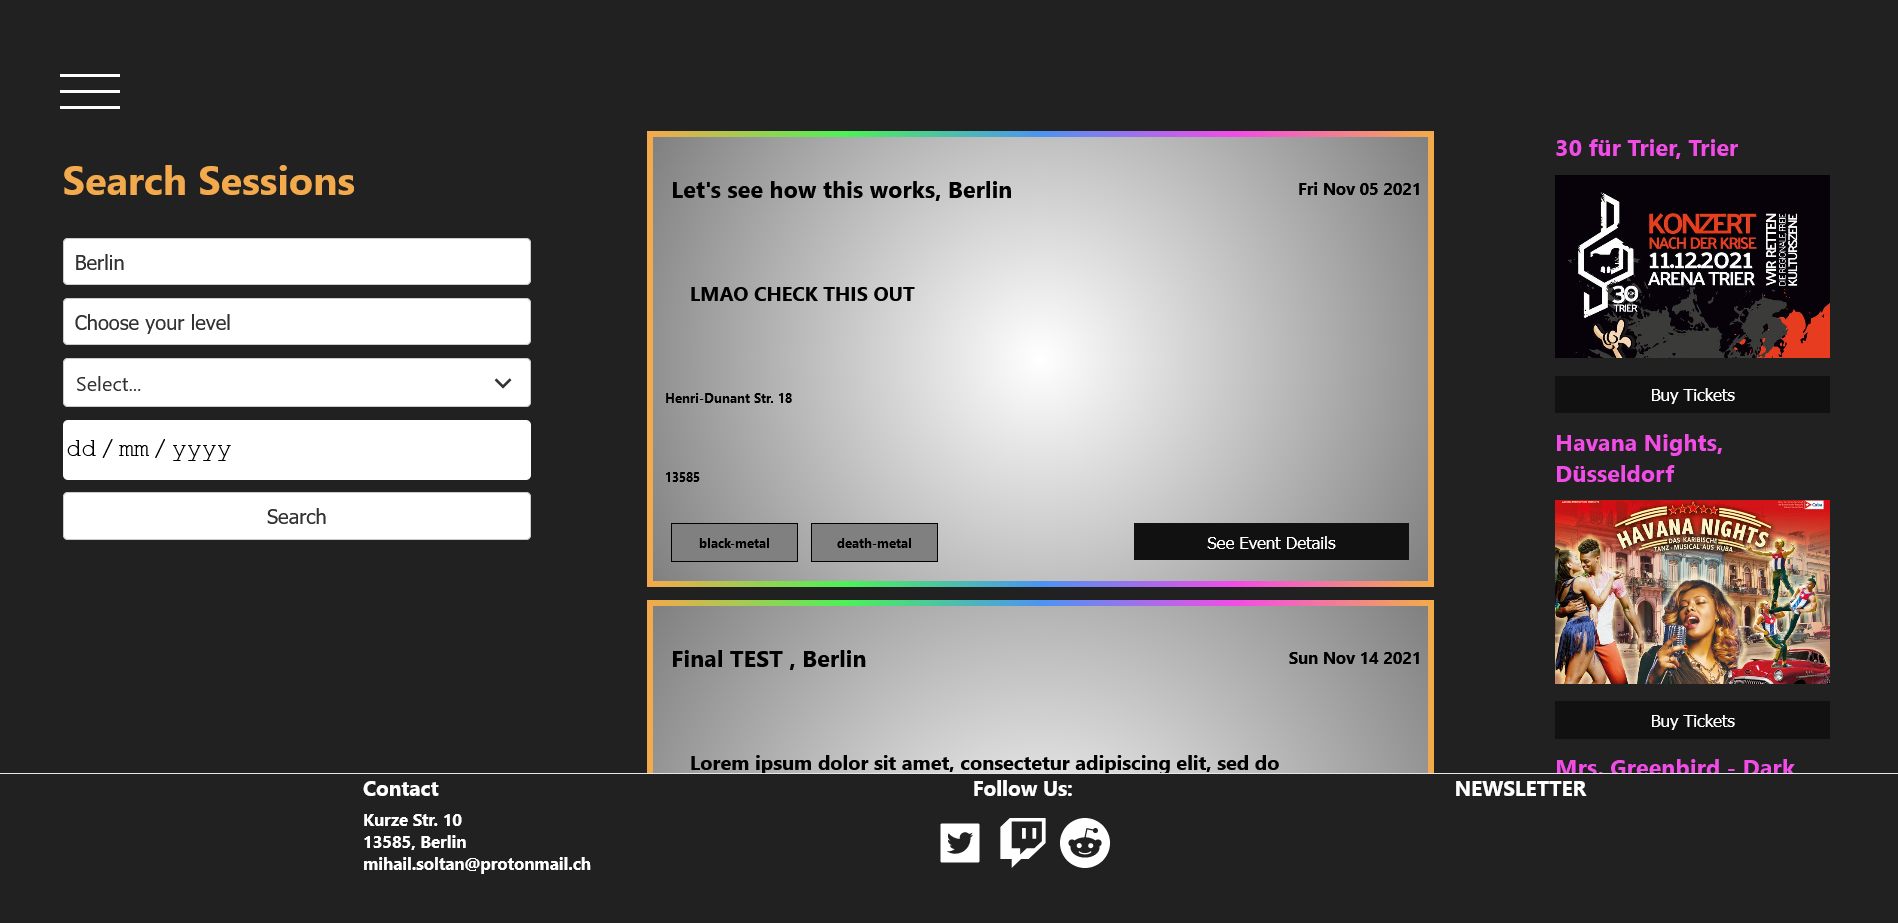 Search Sessions
Berlin
Choose your level
Select...
dd / mm / yyyy
Search
Let's see how this works, Berlin
Fri Nov 05 2021
LMAO CHECK THIS OUT
Henri-Dunant Str. 18
13585
black-metal
death-metal
See Event Details
Final TEST , Berlin
Sun Nov 14 2021
Lorem ipsum dolor sit amet, consectetur adipiscing elit, sed do
30 für Trier, Trier
KONZERT
NACH DER KRISE
11.12.2021
ARENA TRIER
WIR RETTEN
DIE REGIONALE, FREIE
KULTURSZENE
30
TRIER
Buy Tickets
Havana Nights,
Düsseldorf
HAVANA NIGHTS
DAS KARIBISCHE
TANZ - MUSICAL AUS KUBA
Buy Tickets
Mrs. Greenbird - Dark
Contact
Kurze Str. 10
13585, Berlin
mihail.soltan@protonmail.ch
Follow Us:
NEWSLETTER